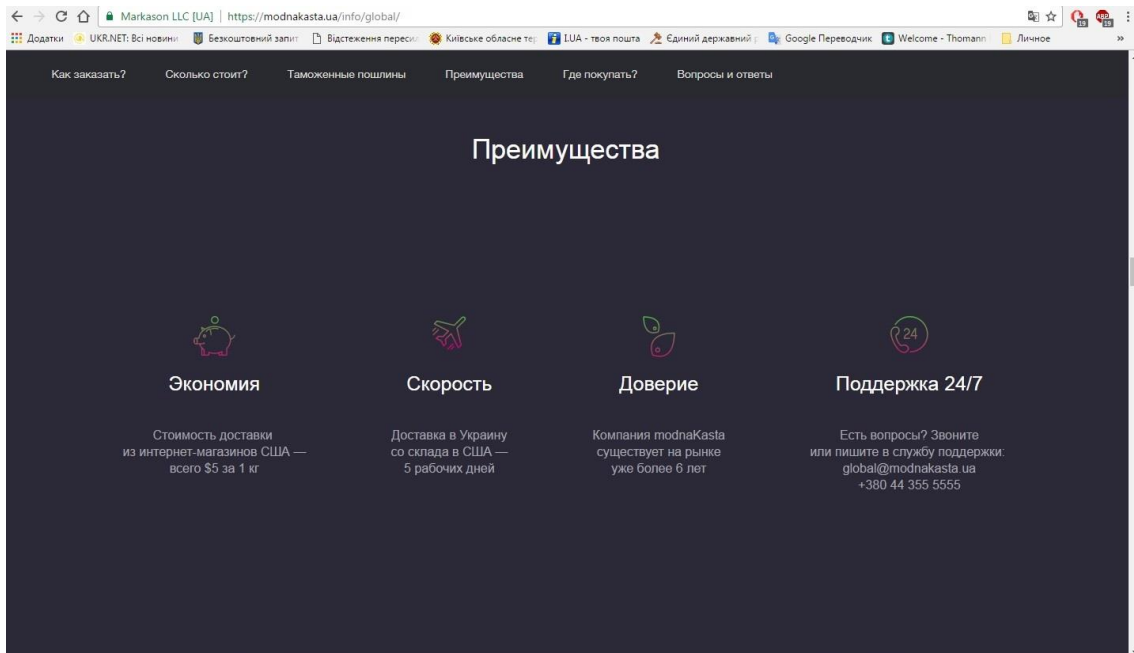 Markason LLC [UA] | https://modnakasta.ua/info/global/
Додатки UKR.NET: Всі новини Безкоштовний запит Відстеження переси Київське обласне тер I.UA - твоя пошта Єдиний державний р Google Переводчик Welcome - Thomann Личное »
19 ABP 19
Как заказать? Сколько стоит? Таможенные пошлины Преимущества Где покупать? Вопросы и ответы
Преимущества
24
Экономия
Стоимость доставки
из интернет-магазинов США —
всего $5 за 1 кг
Скорость
Доставка в Украину
со склада в США —
5 рабочих дней
Доверие
Компания modnaKasta
существует на рынке
уже более 6 лет
Поддержка 24/7
Есть вопросы? Звоните
или пишите в службу поддержки:
global@modnakasta.ua
+380 44 355 5555